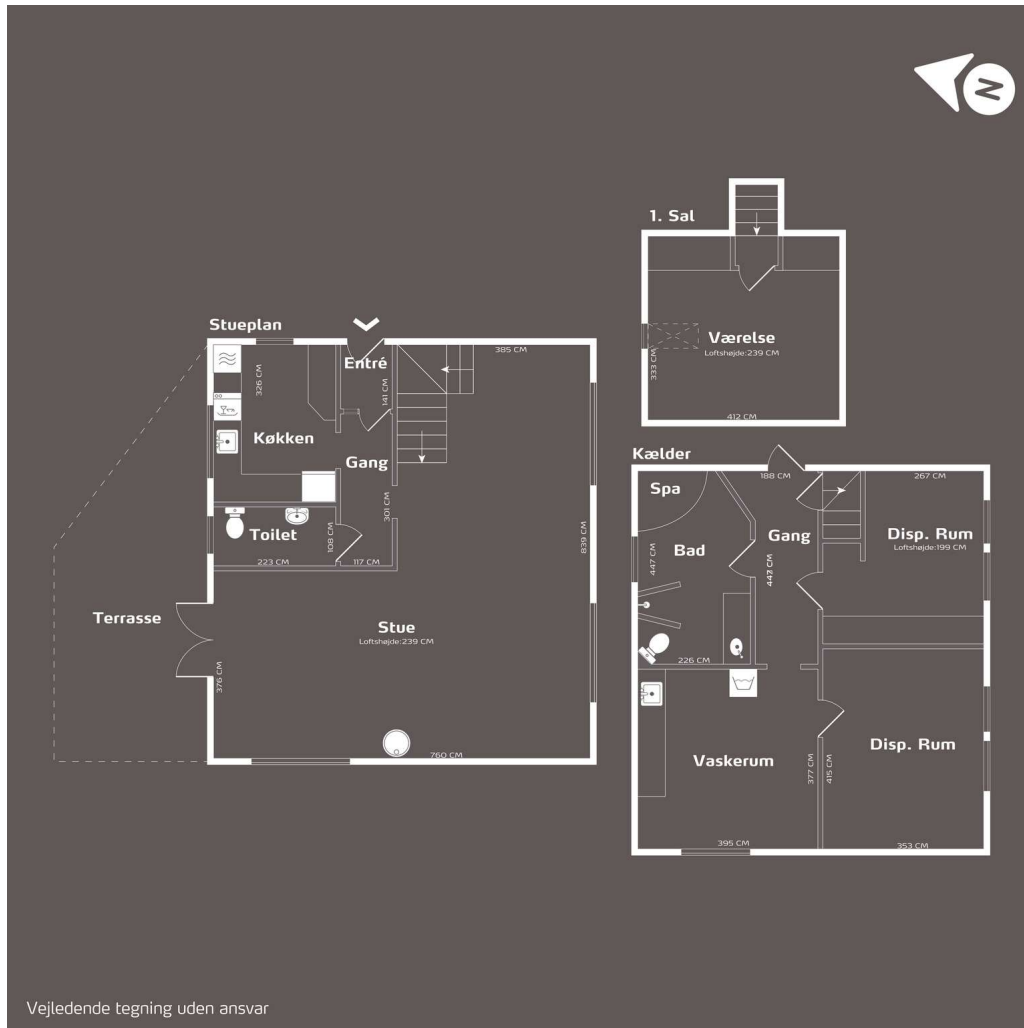 N
1. Sal
Værelse
Loftshøjde:239 CM
333 CM
412 CM
Stueplan
385 CM
Entré
326 CM
141 CM
Køkken
Gang
301 CM
Toilet
108 CM
223 CM
117 CM
839 CM
Terrasse
Stue
Loftshøjde:239 CM
376 CM
760 CM
Kælder
188 CM
267 CM
Spa
Bad
Gang
Disp. Rum
Loftshøjde:199 CM
447 CM
226 CM
Disp. Rum
Vaskerum
377 CM
415 CM
395 CM
353 CM
Vejledende tegning uden ansvar